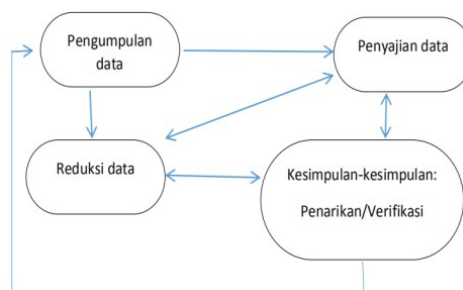 Pengumpulan
data
Penyajian data
Reduksi data
Kesimpulan-kesimpulan:
Penarikan/Verifikasi